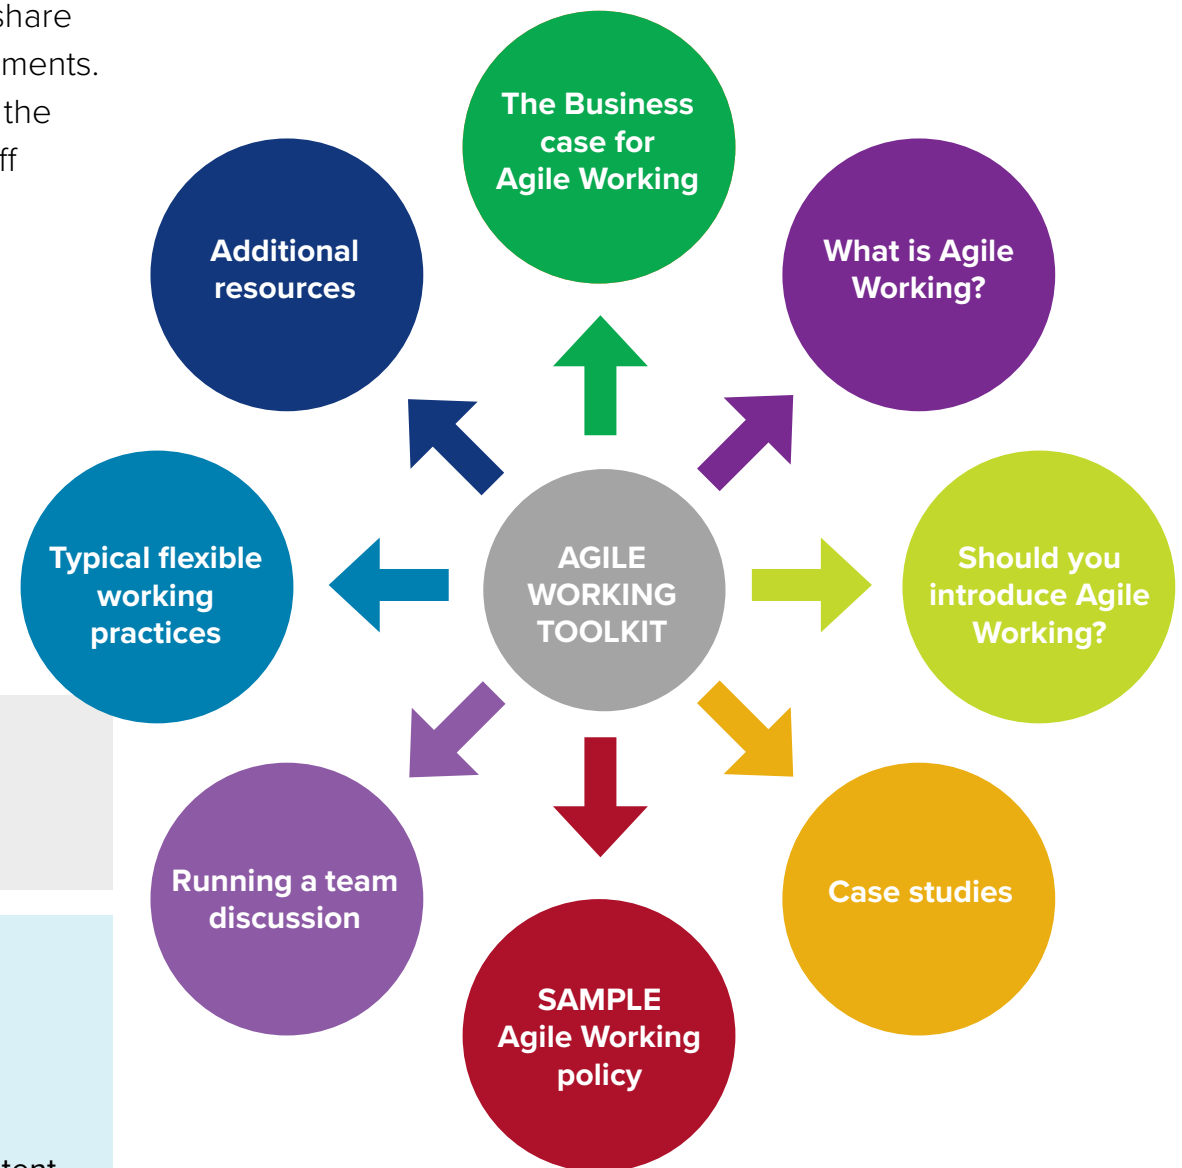 share
ments.
the
ff
The Business
case for
Agile Working
What is Agile
Working?
Should you
introduce Agile
Working?
Case studies
SAMPLE
Agile Working
policy
Running a team
discussion
Typical flexible
working
practices
Additional
resources
AGILE
WORKING
TOOLKIT